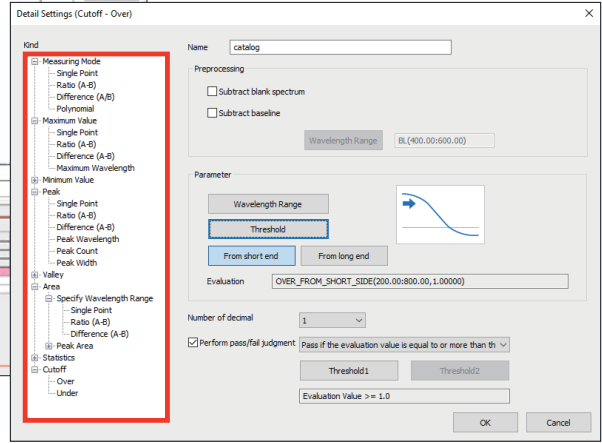 Detail Settings (Cutoff - Over)
Kind
Measuring Mode
Single Point
Ratio (A-B)
Difference (A/B)
Polynomial
Maximum Value
Single Point
Ratio (A-B)
Difference (A-B)
Maximum Wavelength
Minimum Value
Peak
Single Point
Ratio (A-B)
Difference (A-B)
Peak Wavelength
Peak Count
Peak Width
Valley
Area
Specify Wavelength Range
Single Point
Ratio (A-B)
Difference (A-B)
Peak Area
Statistics
Cutoff
Over
Under
Name catalog
Preprocessing
Subtract blank spectrum
Subtract baseline
Wavelength Range BL(400.00:600.00)
Parameter
Wavelength Range
Threshold
From short end From long end
Evaluation OVER_FROM_SHORT_SIDE(200.00:800.00,1.00000)
Number of decimal 1
Perform pass/fail judgment Pass if the evaluation value is equal to or more than th
Threshold1 Threshold2
Evaluation Value >= 1.0
OK Cancel